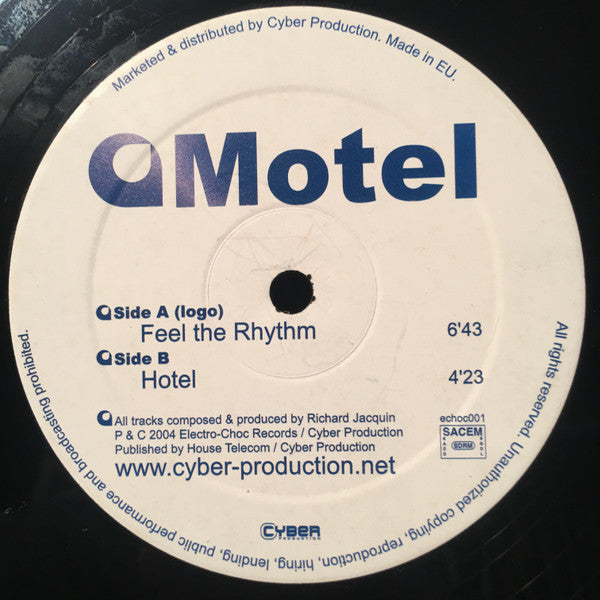 Marketed & distributed by Cyber Production. Made in EU.
Motel
Side A (logo)
Feel the Rhythm 6'43
Side B
Hotel 4'23
All tracks composed & produced by Richard Jacquin
P & C 2004 Electro-Choc Records / Cyber Production
Published by House Telecom / Cyber Production
www.cyber-production.net
echoc001
SACEM
SDRM
SACD
SGDL
CYBER
PRODUCTION
All rights reserved. Unauthorized copying, reproduction, hiring, lending, public performance and broadcasting prohibited.